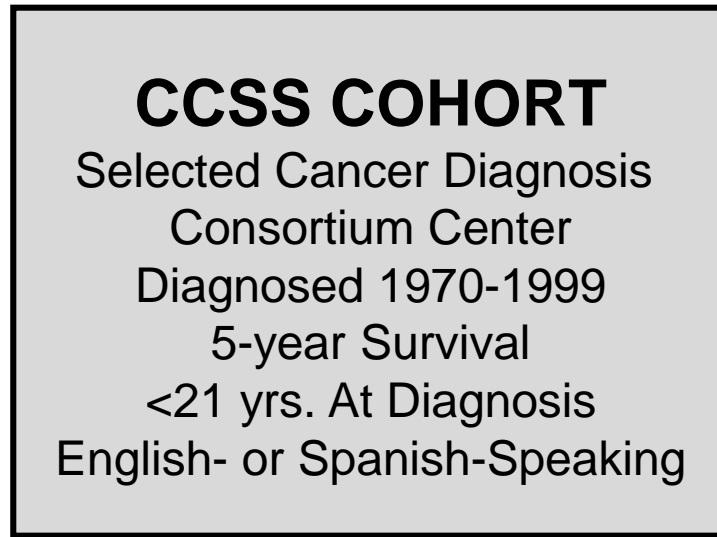 CCSS COHORT
Selected Cancer Diagnosis
Consortium Center
Diagnosed 1970-1999
5-year Survival
<21 yrs. At Diagnosis
English- or Spanish-Speaking